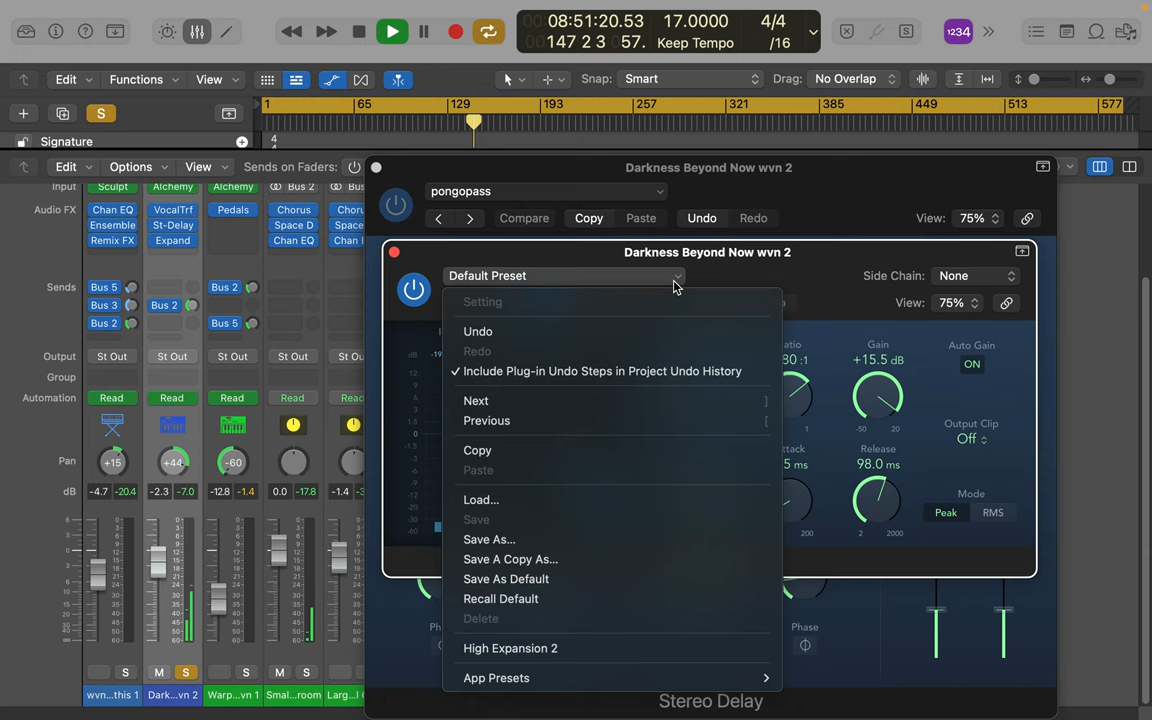 08:51:20.53 17.0000 4/4
147 2 3 057. Keep Tempo /16
1234
Edit Functions View Snap: Smart Drag: No Overlap
S 1 65 129 193 257 321 385 449 513 577
Signature 4
4
Edit Options View Sends on Faders: Darkness Beyond Now wvn 2
Input Sculpt Alchemy Alchemy Bus 2
pongopass
Audio FX Chan EQ VocalTrf Pedals Chorus
Ensemble St-Delay Space D
Remix FX Expand Chan EQ
Compare Copy Paste Undo Redo View: 75%
Darkness Beyond Now wvn 2
Default Preset Side Chain: None
View: 75%
Sends Bus 5 Bus 2
Bus 3 Bus 2
Bus 2 Bus 5
Output St Out St Out St Out St Out
Group
Automation Read Read Read Read Read
Pan +15 +44 -60
dB -4.7 -20.4 -2.3 -7.0 -12.8 -1.4 0.0 -17.8 -1.4
Setting
Undo
Redo
✓ Include Plug-in Undo Steps in Project Undo History
Next ]
Previous [
Copy
Paste
Load...
Save
Save As...
Save A Copy As...
Save As Default
Recall Default
Delete
High Expansion 2
App Presets
Gain
+15.5 dB
-50 20
Auto Gain
ON
Output Clip
Off
Release
98.0 ms
2 2000
Mode
Peak RMS
Phase
S M S S M S
wvn...this 1 Dark...vn 2 Warp...vn 1 Smal...room
Stereo Delay